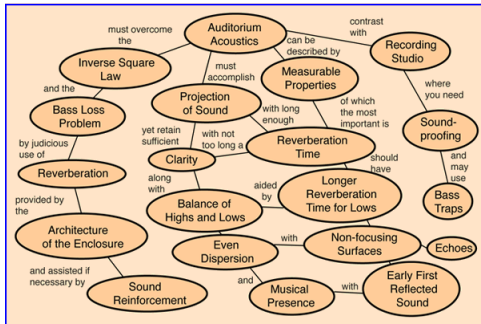 Auditorium
Acoustics
must overcome
the
contrast
with
can be
described by
Recording
Studio
Inverse Square
Law
must
accomplish
Measurable
Properties
where
you need
and the
Projection
of Sound
of which
the most
important is
Bass Loss
Problem
with long
enough
Sound-
proofing
yet retain
sufficient
with not
too long a
Reverberation
Time
by judicious
use of
Clarity
and
may
use
should
have
Reverberation
along
with
aided
by
Longer
Reverberation
Time for Lows
Bass
Traps
provided by
the
Balance of
Highs and Lows
Architecture
of the Enclosure
Even
Dispersion
with
Non-focusing
Surfaces
Echoes
and assisted if
necessary by
Sound
Reinforcement
and
Musical
Presence
with
Early First
Reflected
Sound